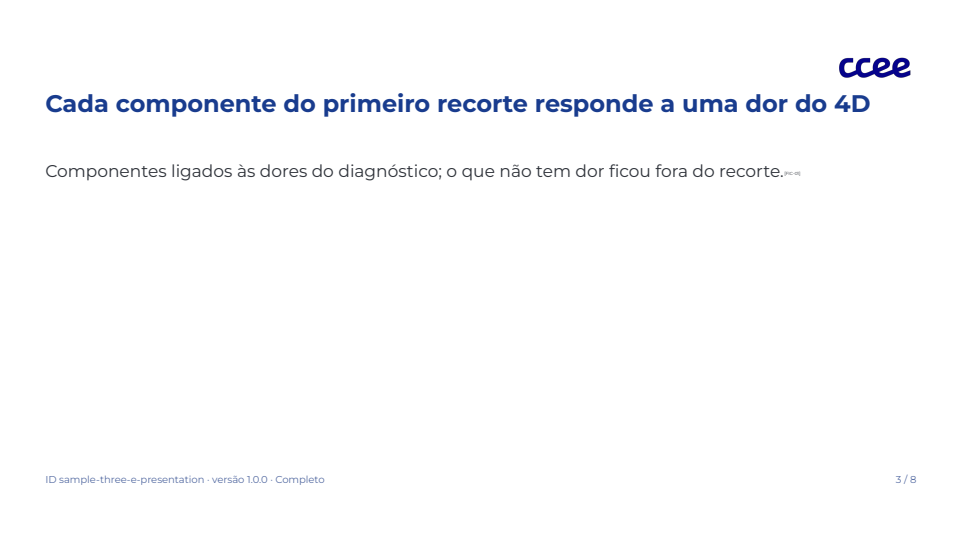 ccee
Cada componente do primeiro recorte responde a uma dor do 4D
Componentes ligados às dores do diagnóstico; o que não tem dor ficou fora do recorte.
ID sample-three-e-presentation · versão 1.0.0 · Completo
3 / 8